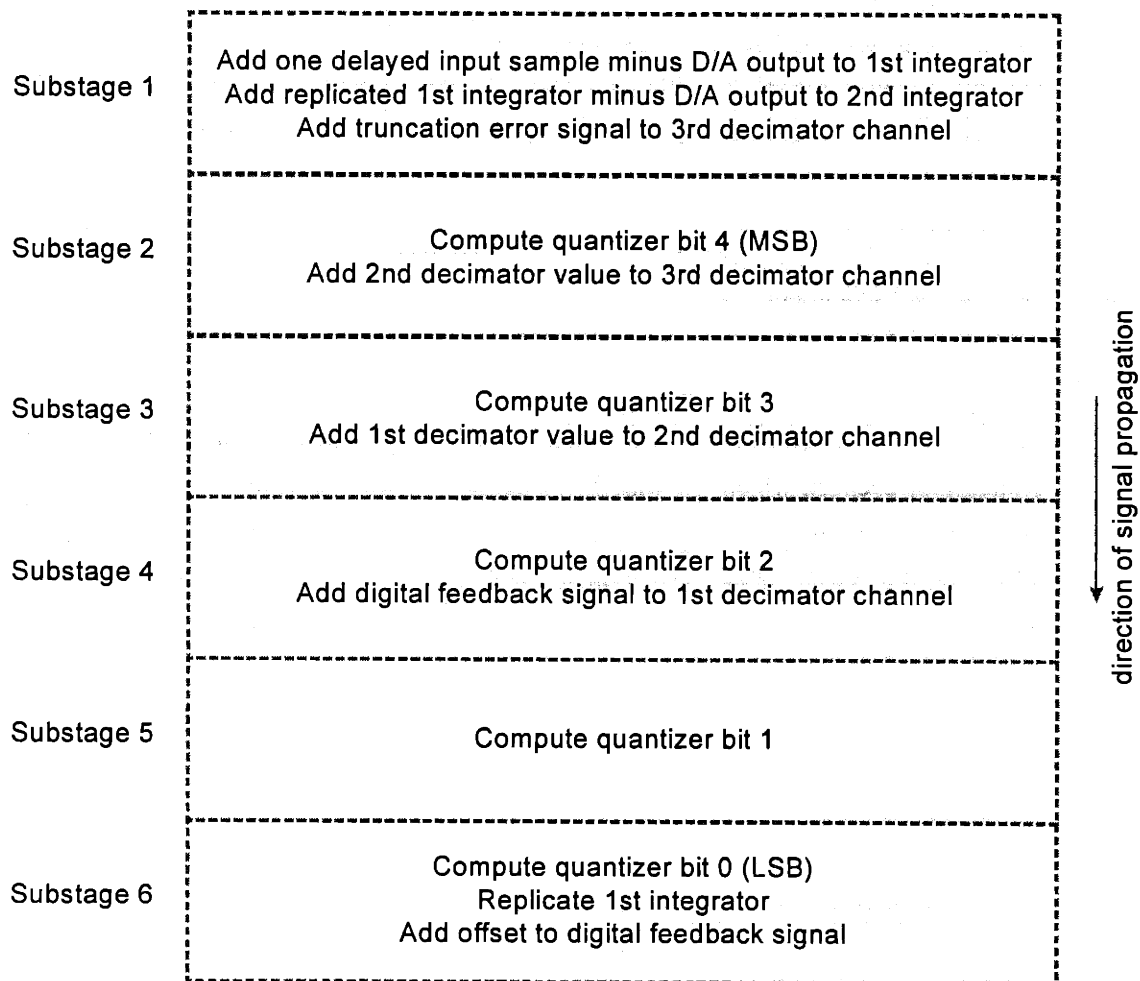 Substage 1
Add one delayed input sample minus D/A output to 1st integrator
Add replicated 1st integrator minus D/A output to 2nd integrator
Add truncation error signal to 3rd decimator channel
Substage 2
Compute quantizer bit 4 (MSB)
Add 2nd decimator value to 3rd decimator channel
Substage 3
Compute quantizer bit 3
Add 1st decimator value to 2nd decimator channel
Substage 4
Compute quantizer bit 2
Add digital feedback signal to 1st decimator channel
Substage 5
Compute quantizer bit 1
Substage 6
Compute quantizer bit 0 (LSB)
Replicate 1st integrator
Add offset to digital feedback signal
direction of signal propagation